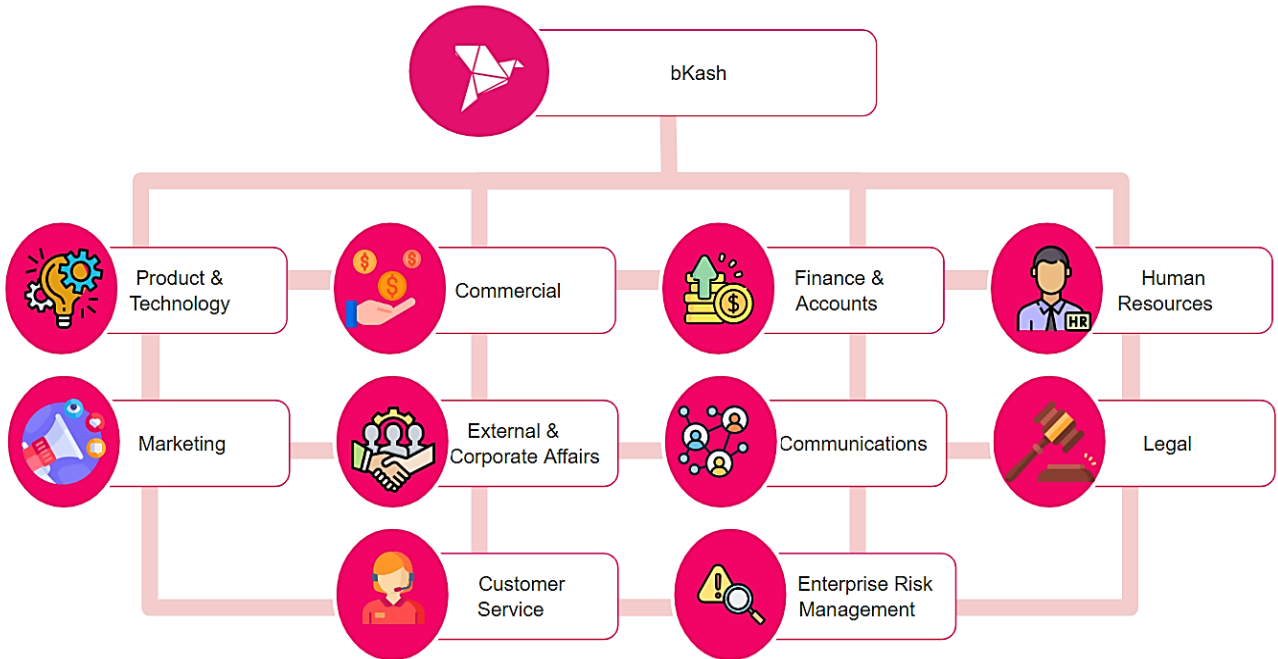 bKash
Product &
Technology
Commercial
Finance &
Accounts
Human
Resources
HR
Marketing
External &
Corporate Affairs
Communications
Legal
Customer
Service
Enterprise Risk
Management